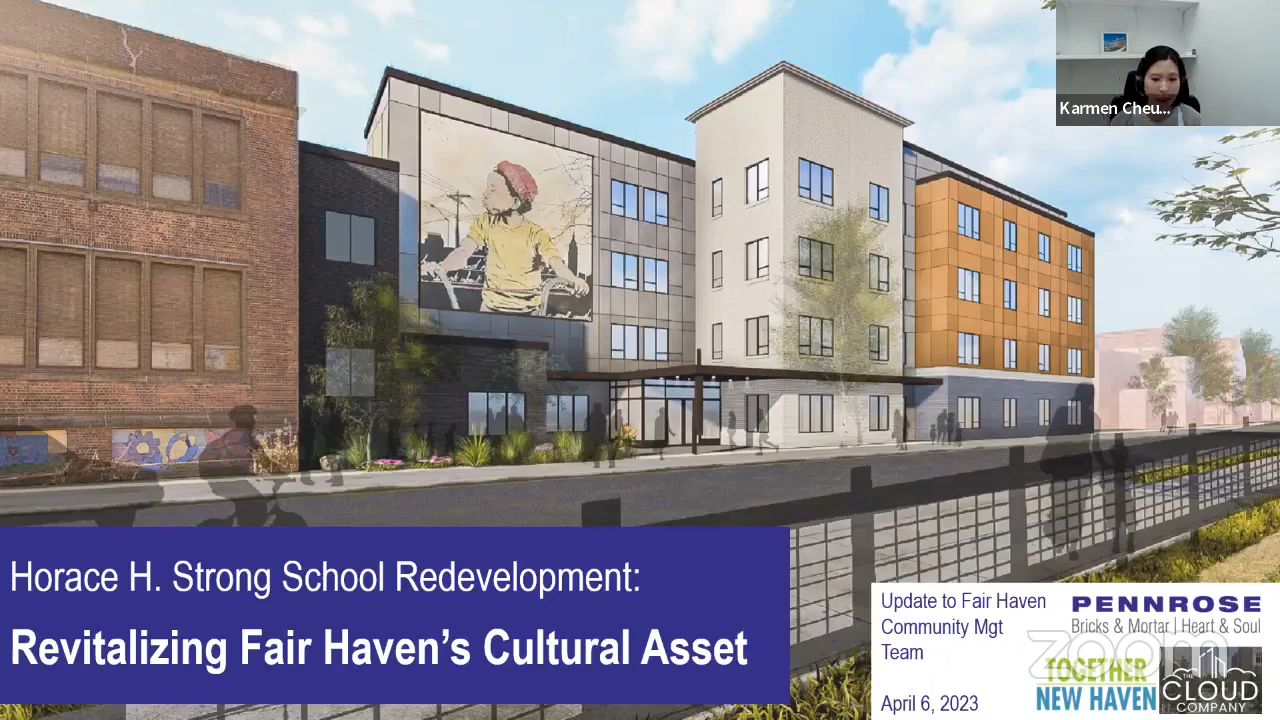 Karmen Cheu...
Horace H. Strong School Redevelopment:
Revitalizing Fair Haven's Cultural Asset
Update to Fair Haven
Community Mgt
Team
April 6, 2023
PENNROSE
Bricks & Mortar | Heart & Soul
zoom
TOGETHER
NEW HAVEN
THE
CLOUD
COMPANY